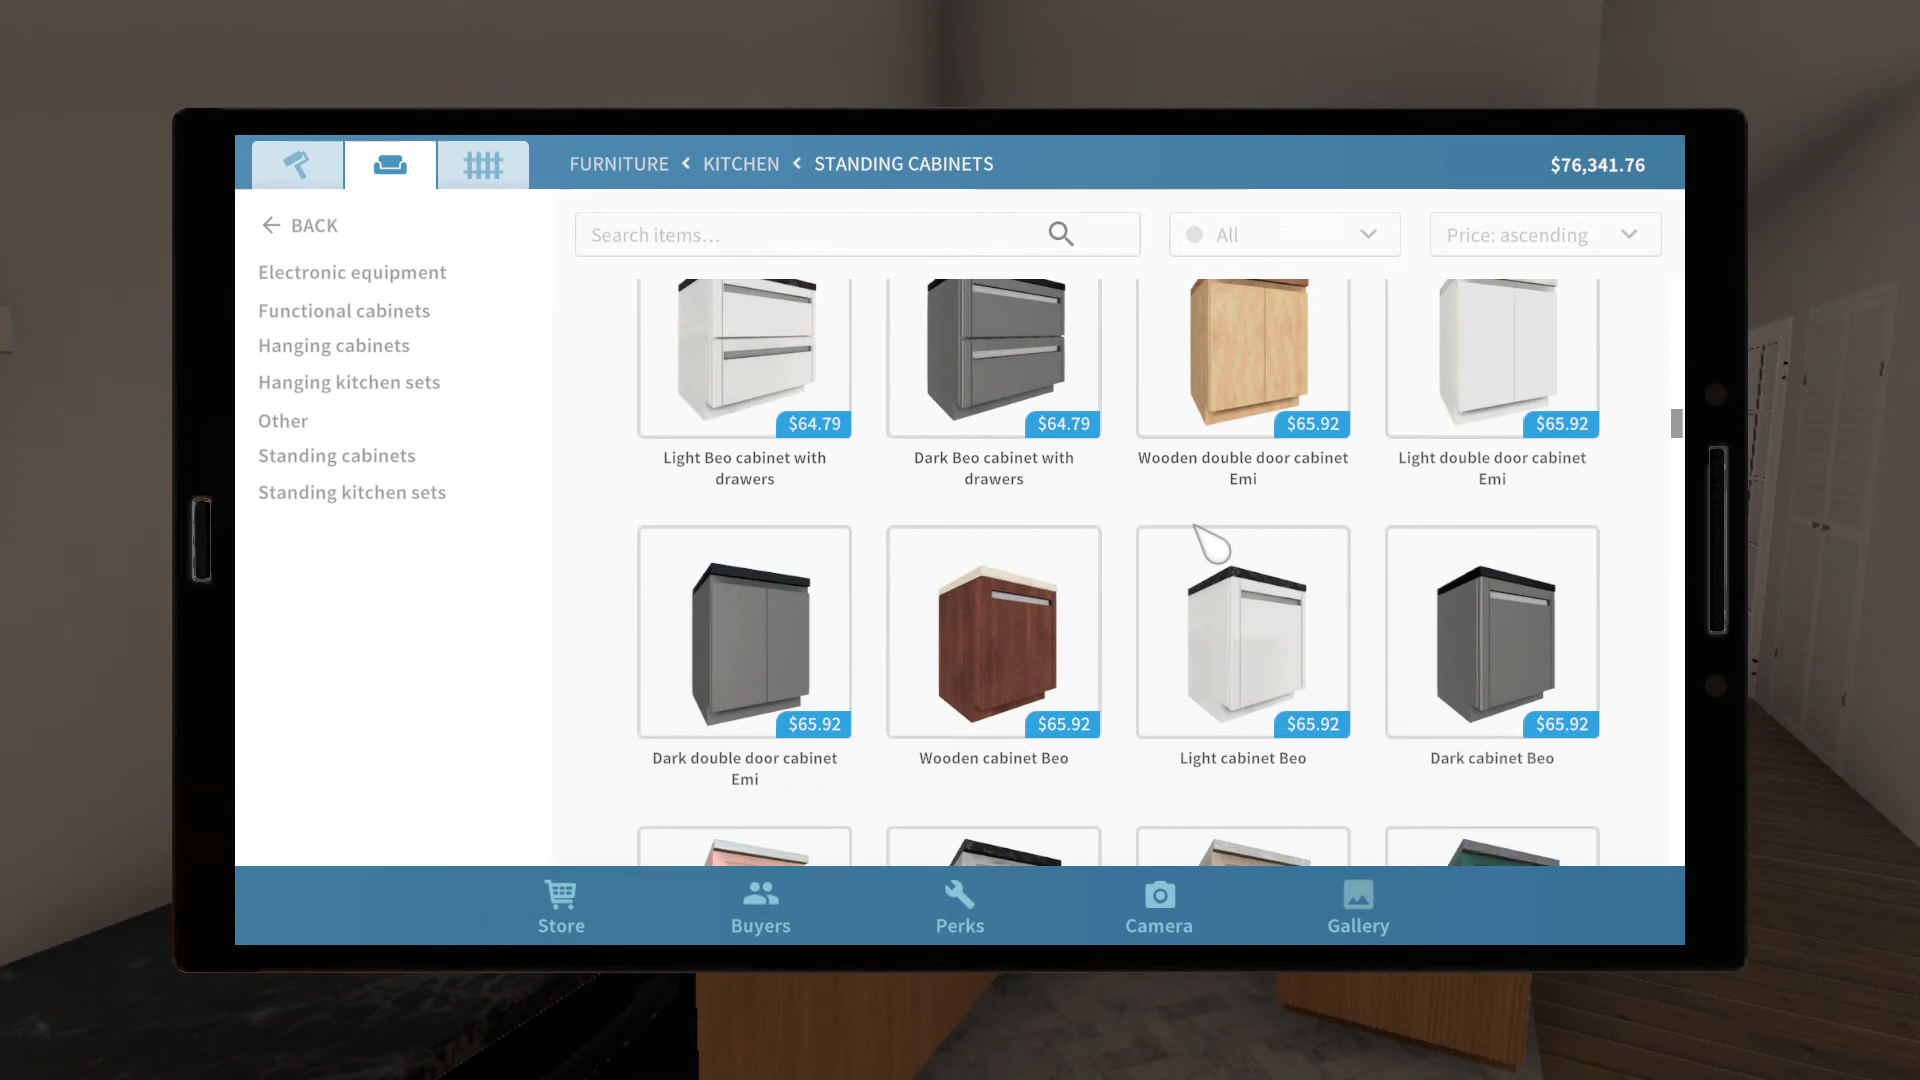 FURNITURE < KITCHEN < STANDING CABINETS
$76,341.76
BACK
Search items...
All
Price: ascending
Electronic equipment
Functional cabinets
Hanging cabinets
Hanging kitchen sets
Other
Standing cabinets
Standing kitchen sets
$64.79
$64.79
$65.92
$65.92
Light Beo cabinet with
drawers
Dark Beo cabinet with
drawers
Wooden double door cabinet
Emi
Light double door cabinet
Emi
$65.92
$65.92
$65.92
$65.92
Dark double door cabinet
Emi
Wooden cabinet Beo
Light cabinet Beo
Dark cabinet Beo
Store
Buyers
Perks
Camera
Gallery